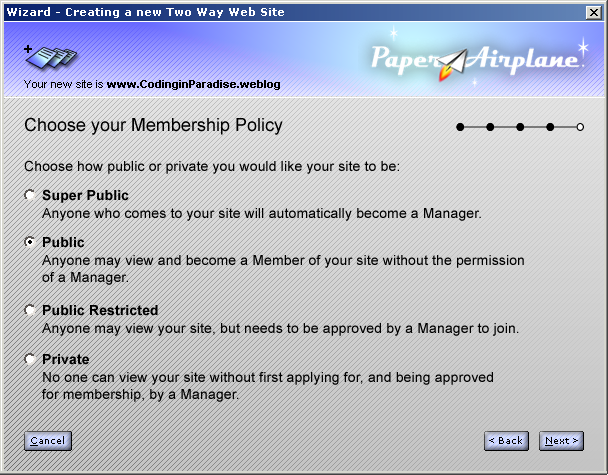 Wizard - Creating a new Two Way Web Site
Paper Airplane
Your new site is www.CodinginParadise.weblog
Choose your Membership Policy
Choose how public or private you would like your site to be:
Super Public
Anyone who comes to your site will automatically become a Manager.
Public
Anyone may view and become a Member of your site without the permission
of a Manager.
Public Restricted
Anyone may view your site, but needs to be approved by a Manager to join.
Private
No one can view your site without first applying for, and being approved
for membership, by a Manager.
Cancel
< Back
Next >